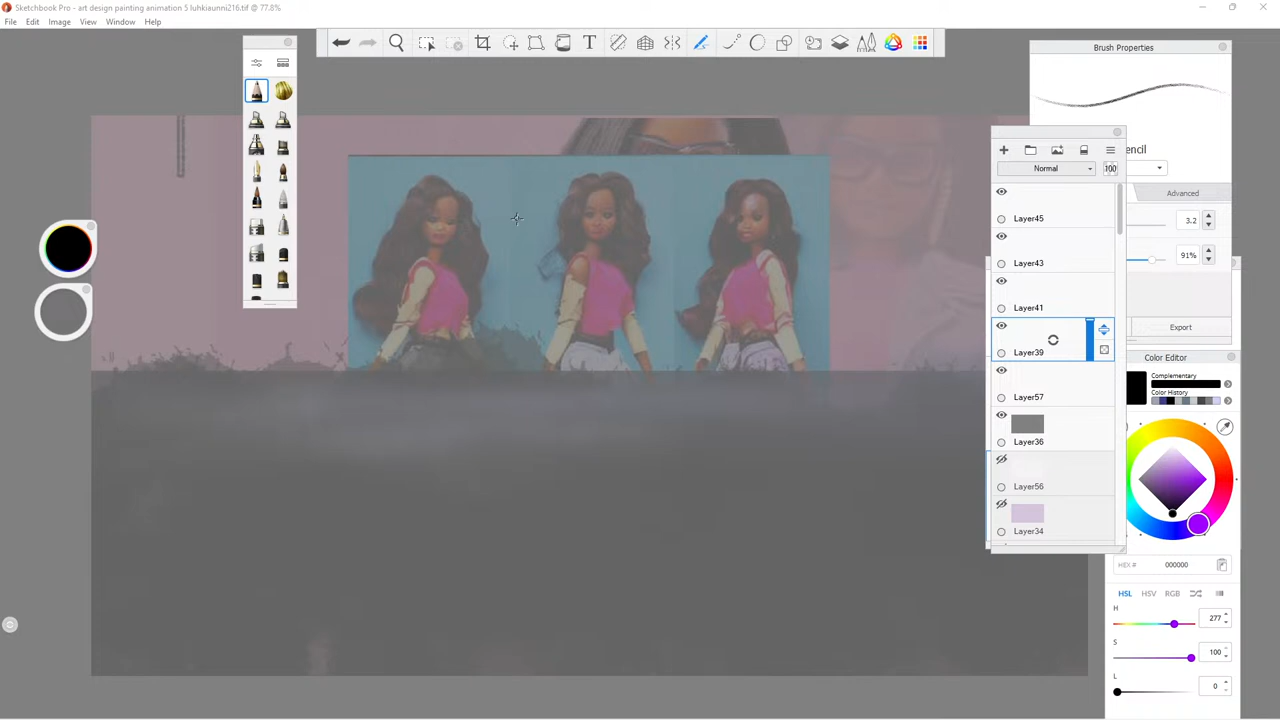 Sketchbook Pro - art design painting animation 5 luhkiaunni216.tif @ 77.8%
File Edit Image View Window Help
Brush Properties
encil
Normal
100
Advanced
Layer45
3.2
Layer43
91%
Layer41
Export
Layer39
Color Editor
Complementary
Color History
Layer57
Layer36
Layer56
Layer34
HEX # 000000
HSL HSV RGB
H
277
S
100
L
0